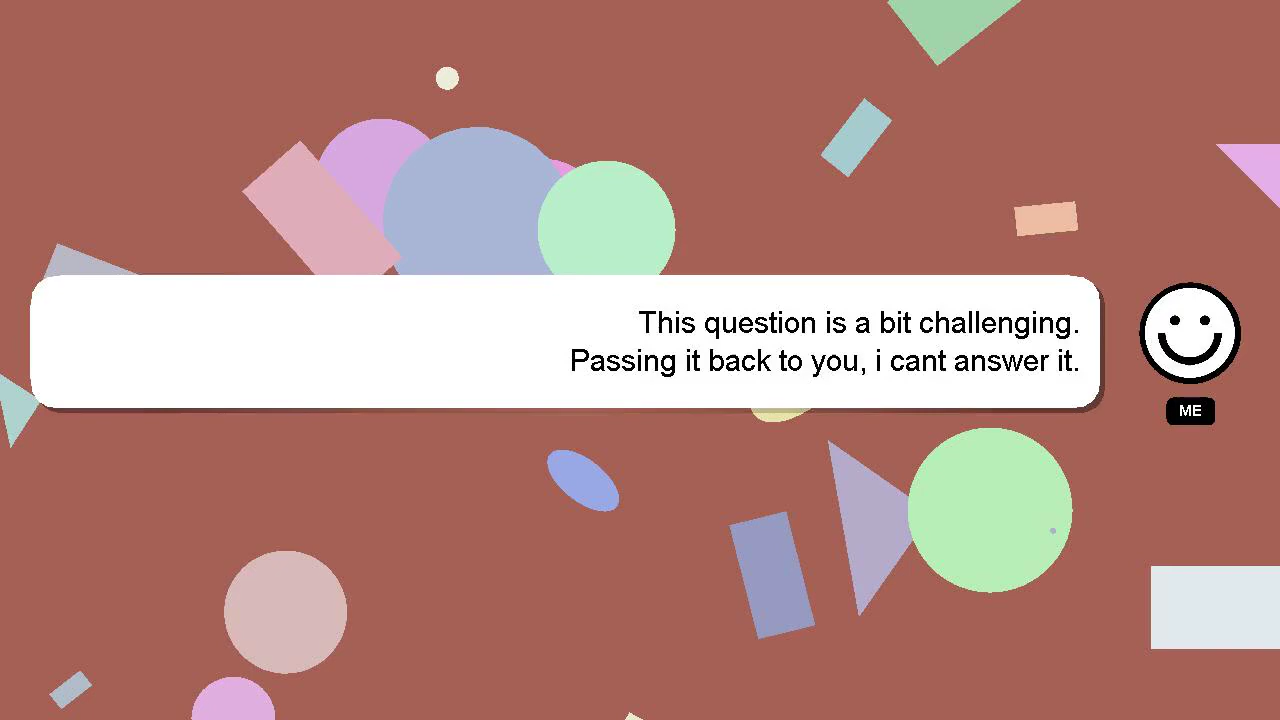 This question is a bit challenging.
Passing it back to you, i cant answer it.
ME